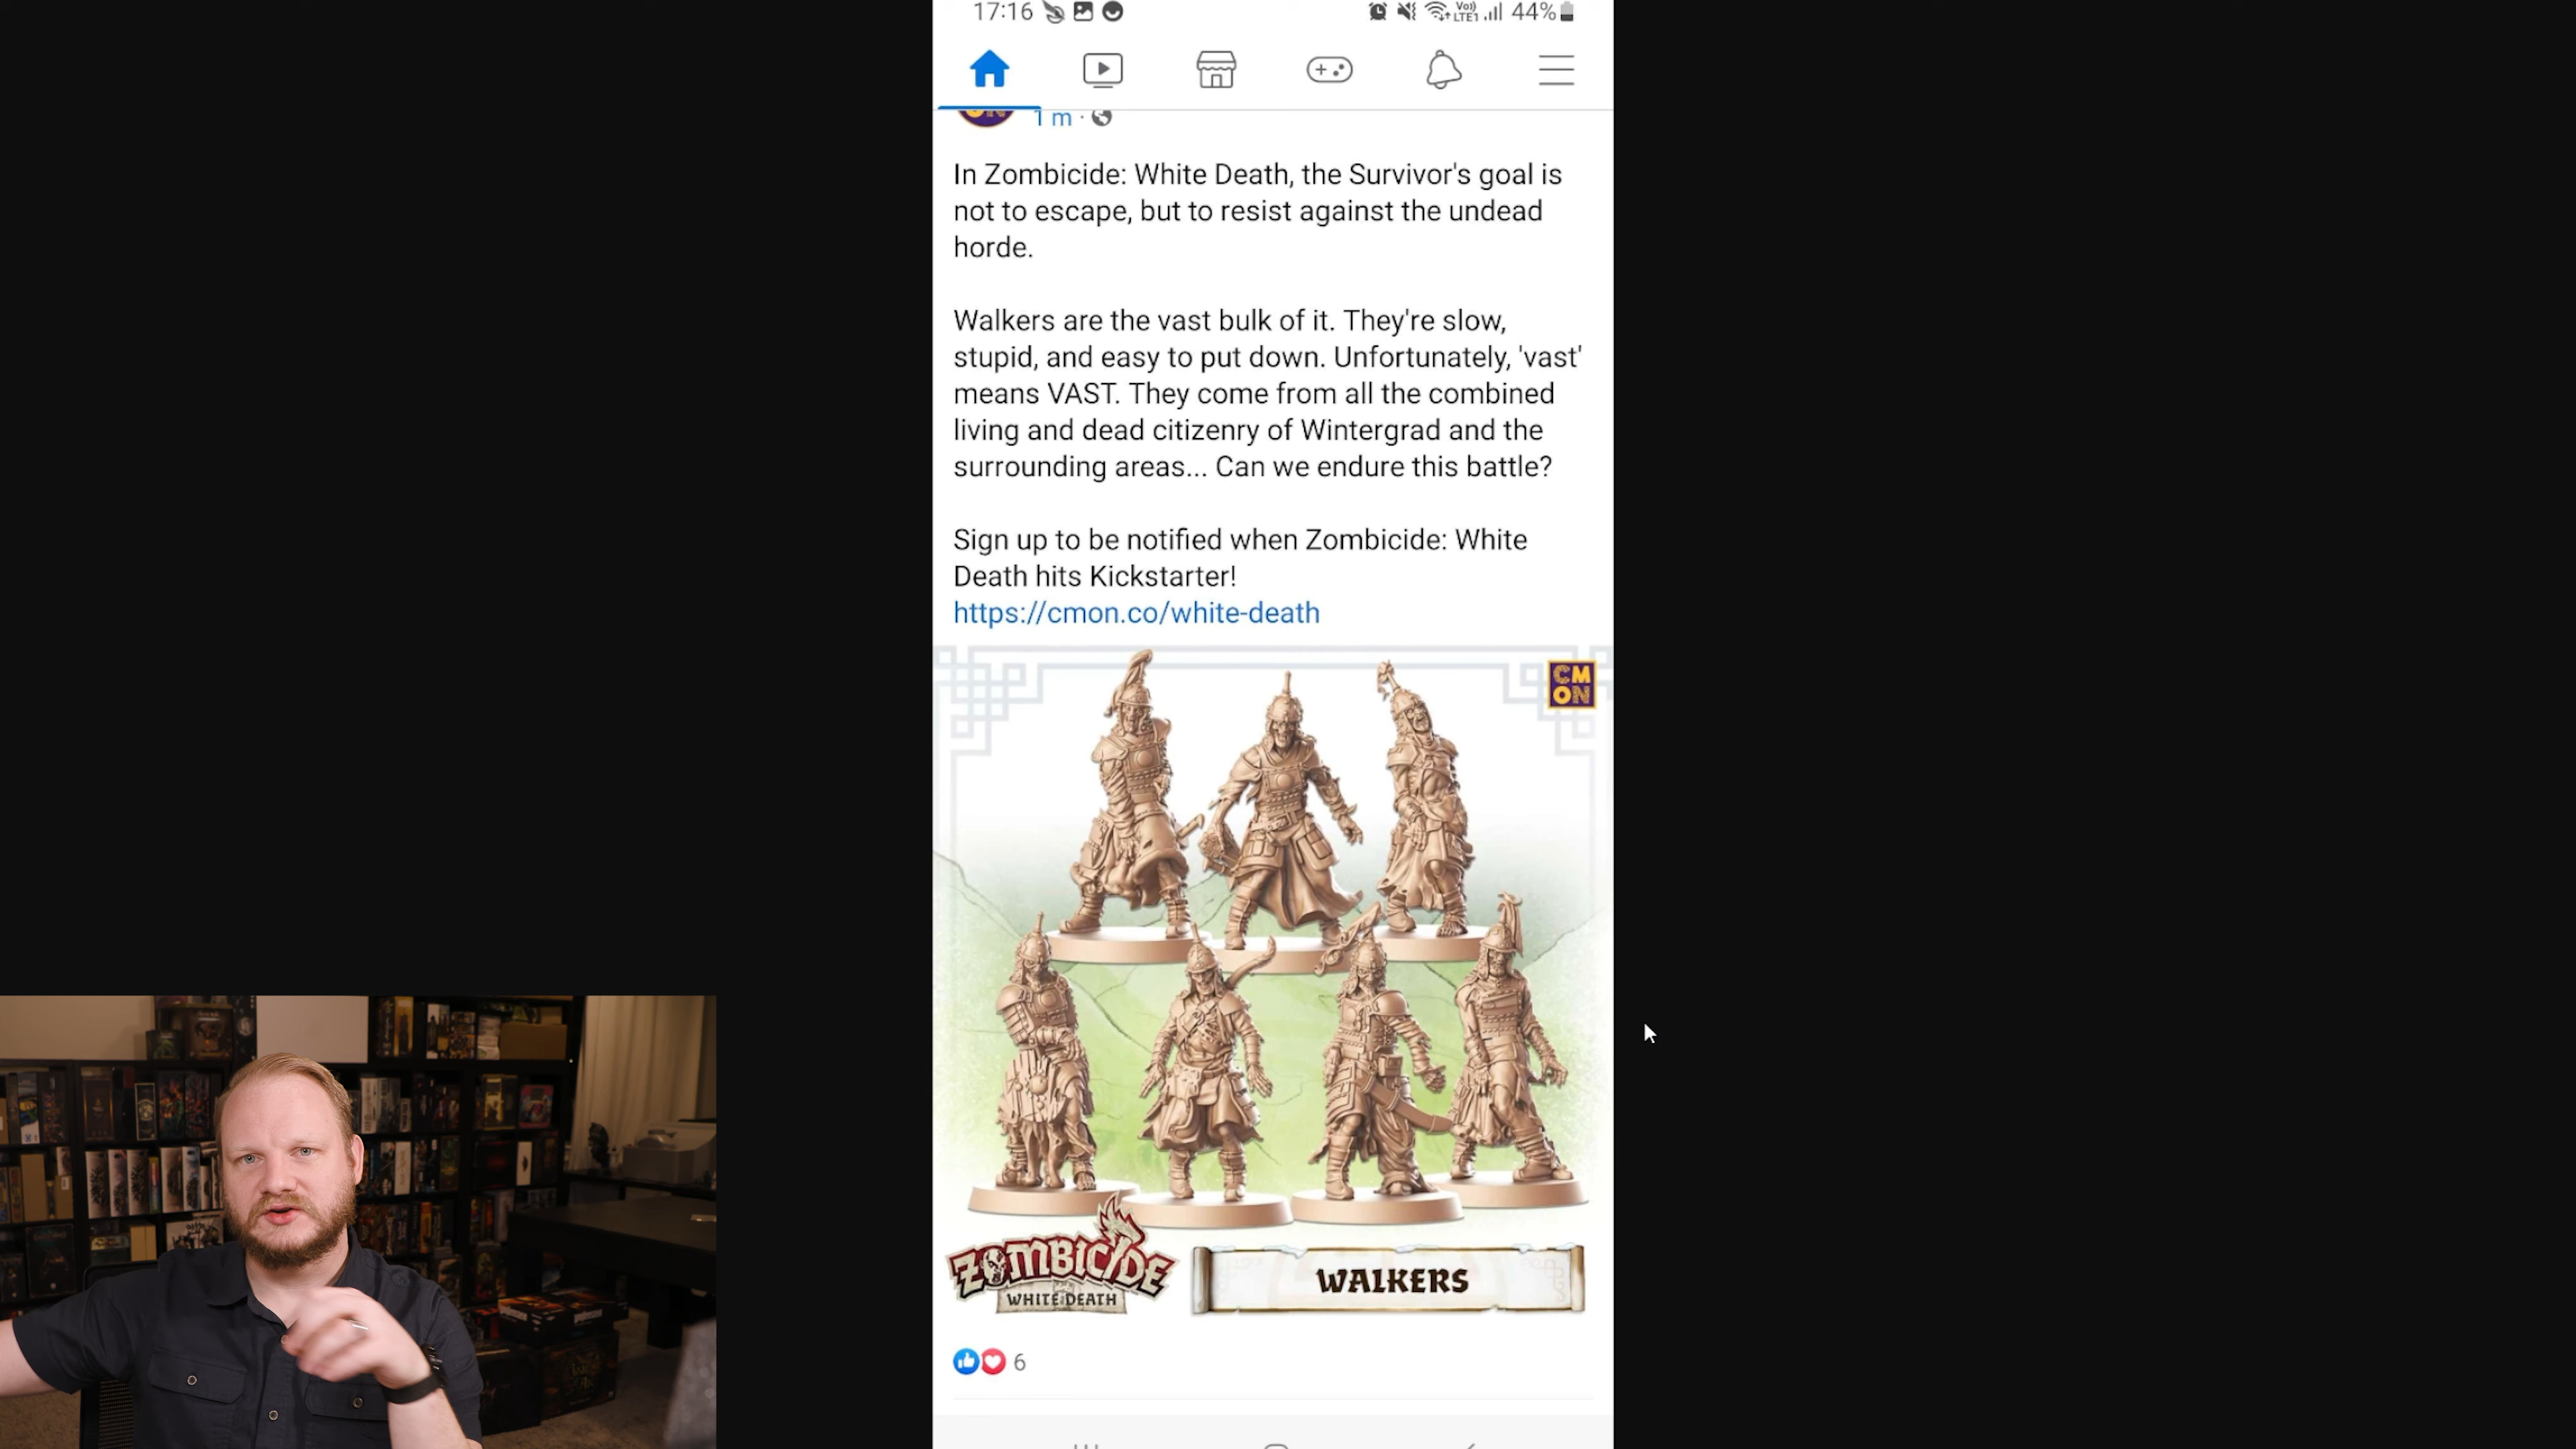 17:16
Vo)) LTE1 44%
1 m ·
In Zombicide: White Death, the Survivor's goal is
not to escape, but to resist against the undead
horde.
Walkers are the vast bulk of it. They're slow,
stupid, and easy to put down. Unfortunately, 'vast'
means VAST. They come from all the combined
living and dead citizenry of Wintergrad and the
surrounding areas... Can we endure this battle?
Sign up to be notified when Zombicide: White
Death hits Kickstarter!
https://cmon.co/white-death
CM
ON
ZOMBICIDE
WHITE DEATH
WALKERS
6